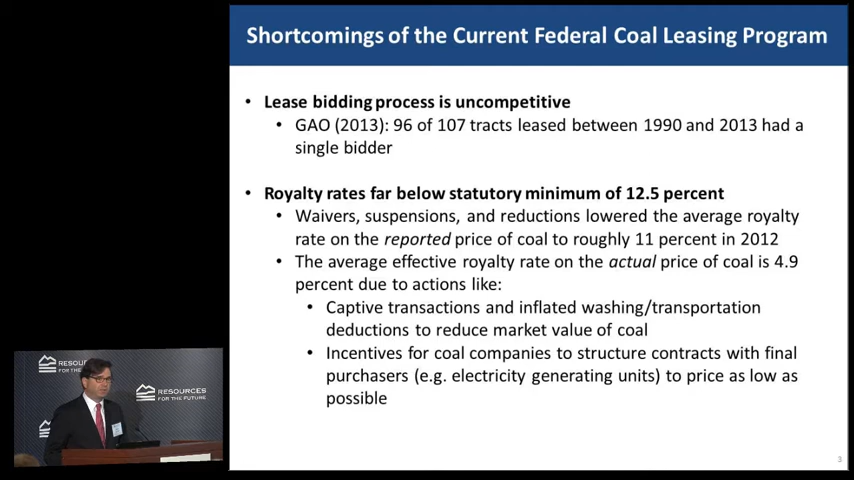 Shortcomings of the Current Federal Coal Leasing Program
• Lease bidding process is uncompetitive
• GAO (2013): 96 of 107 tracts leased between 1990 and 2013 had a
single bidder
• Royalty rates far below statutory minimum of 12.5 percent
• Waivers, suspensions, and reductions lowered the average royalty
rate on the reported price of coal to roughly 11 percent in 2012
• The average effective royalty rate on the actual price of coal is 4.9
percent due to actions like:
• Captive transactions and inflated washing/transportation
deductions to reduce market value of coal
• Incentives for coal companies to structure contracts with final
purchasers (e.g. electricity generating units) to price as low as
possible
3
RESOUR
FOR THE FUTURE
RESOURCES
FOR THE FUTURE